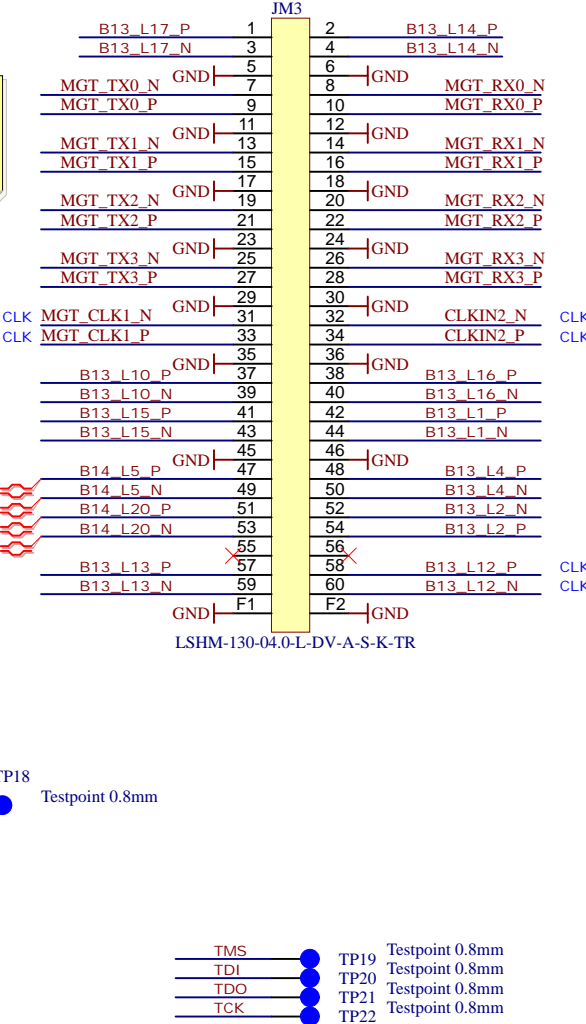 JM3
B13_L17_P 1 2 B13_L14_P
B13_L17_N 3 4 B13_L14_N
GND 5 6 GND
MGT_TX0_N 7 8 MGT_RX0_N
MGT_TX0_P 9 10 MGT_RX0_P
GND 11 12 GND
MGT_TX1_N 13 14 MGT_RX1_N
MGT_TX1_P 15 16 MGT_RX1_P
GND 17 18 GND
MGT_TX2_N 19 20 MGT_RX2_N
MGT_TX2_P 21 22 MGT_RX2_P
GND 23 24 GND
MGT_TX3_N 25 26 MGT_RX3_N
MGT_TX3_P 27 28 MGT_RX3_P
GND 29 30 GND
CLK MGT_CLK1_N 31 32 CLKIN2_N CLK
CLK MGT_CLK1_P 33 34 CLKIN2_P CLK
GND 35 36 GND
B13_L10_P 37 38 B13_L16_P
B13_L10_N 39 40 B13_L16_N
B13_L15_P 41 42 B13_L1_P
B13_L15_N 43 44 B13_L1_N
GND 45 46 GND
B14_L5_P 47 48 B13_L4_P
B14_L5_N 49 50 B13_L4_N
B14_L20_P 51 52 B13_L2_N
B14_L20_N 53 54 B13_L2_P
55 56
B13_L13_P 57 58 B13_L12_P CLK
B13_L13_N 59 60 B13_L12_N CLK
GND F1 F2 GND
LSHM-130-04.0-L-DV-A-S-K-TR
TP18
Testpoint 0.8mm
TMS TP19 Testpoint 0.8mm
TDI TP20 Testpoint 0.8mm
TDO TP21 Testpoint 0.8mm
TCK TP22 Testpoint 0.8mm